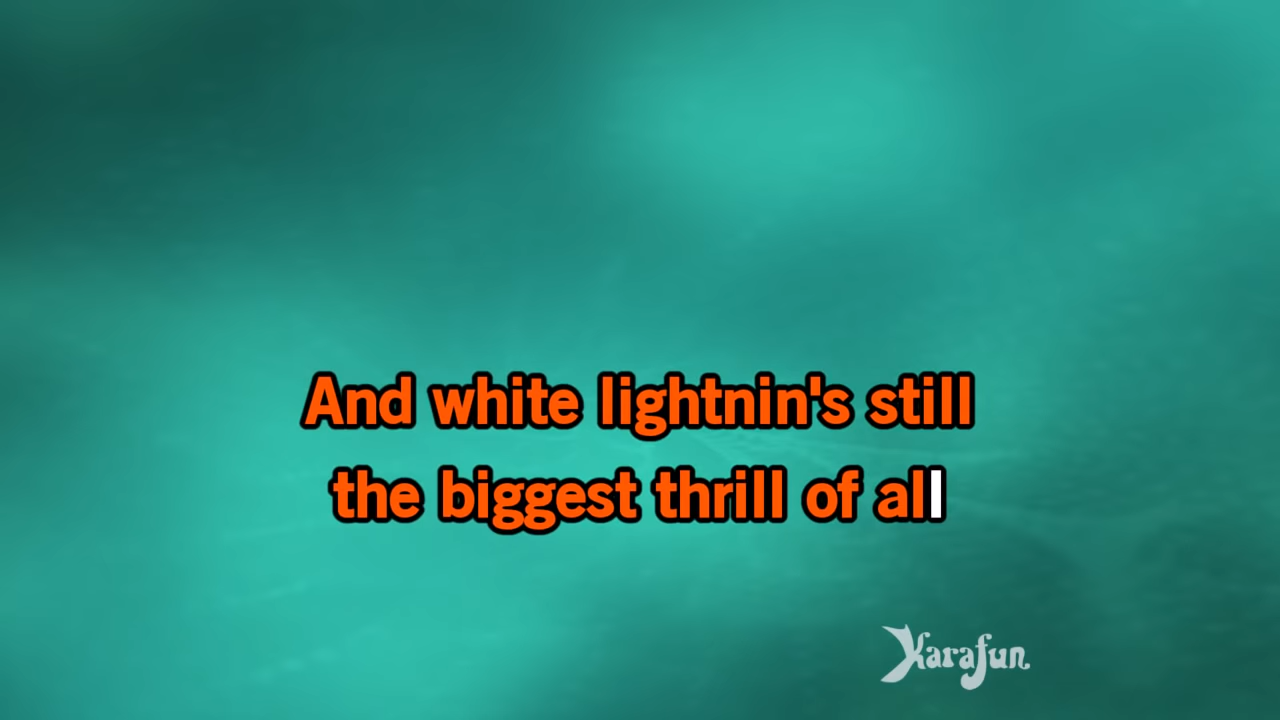 And white lightnin's still
the biggest thrill of all
Karafun